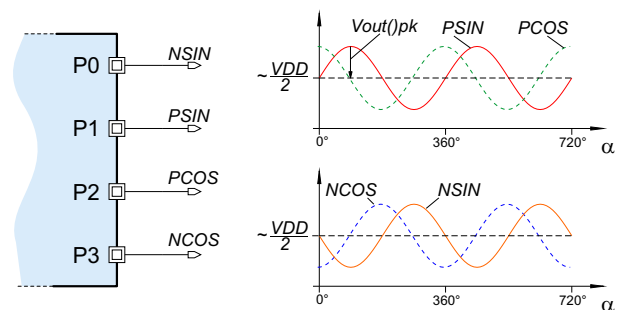 P0 NSIN
P1 PSIN
P2 PCOS
P3 NCOS
Vout()pk PSIN PCOS
~VDD/2
0° 360° 720°
α
NCOS NSIN
~VDD/2
0° 360° 720°
α